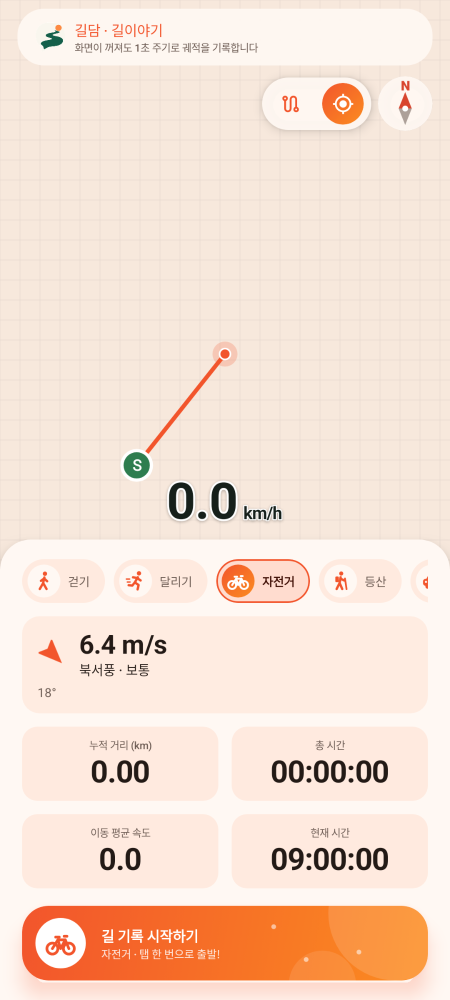 길담 · 길이야기
화면이 꺼져도 1초 주기로 궤적을 기록합니다
N
S
0.0 km/h
걷기
달리기
자전거
등산
6.4 m/s
북서풍 · 보통
18°
누적 거리 (km)
0.00
총 시간
00:00:00
이동 평균 속도
0.0
현재 시간
09:00:00
길 기록 시작하기
자전거 · 탭 한 번으로 출발!